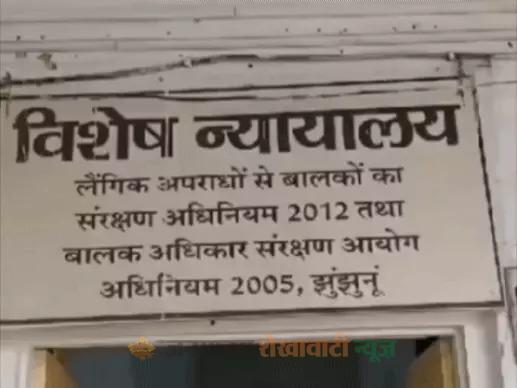 विशेष न्यायालय
लैंगिक अपराधों से बालकों का
संरक्षण अधिनियम 2012 तथा
बालक अधिकार संरक्षण आयोग
अधिनियम 2005, झुंझुनूं
शेखावाटी न्यूज़